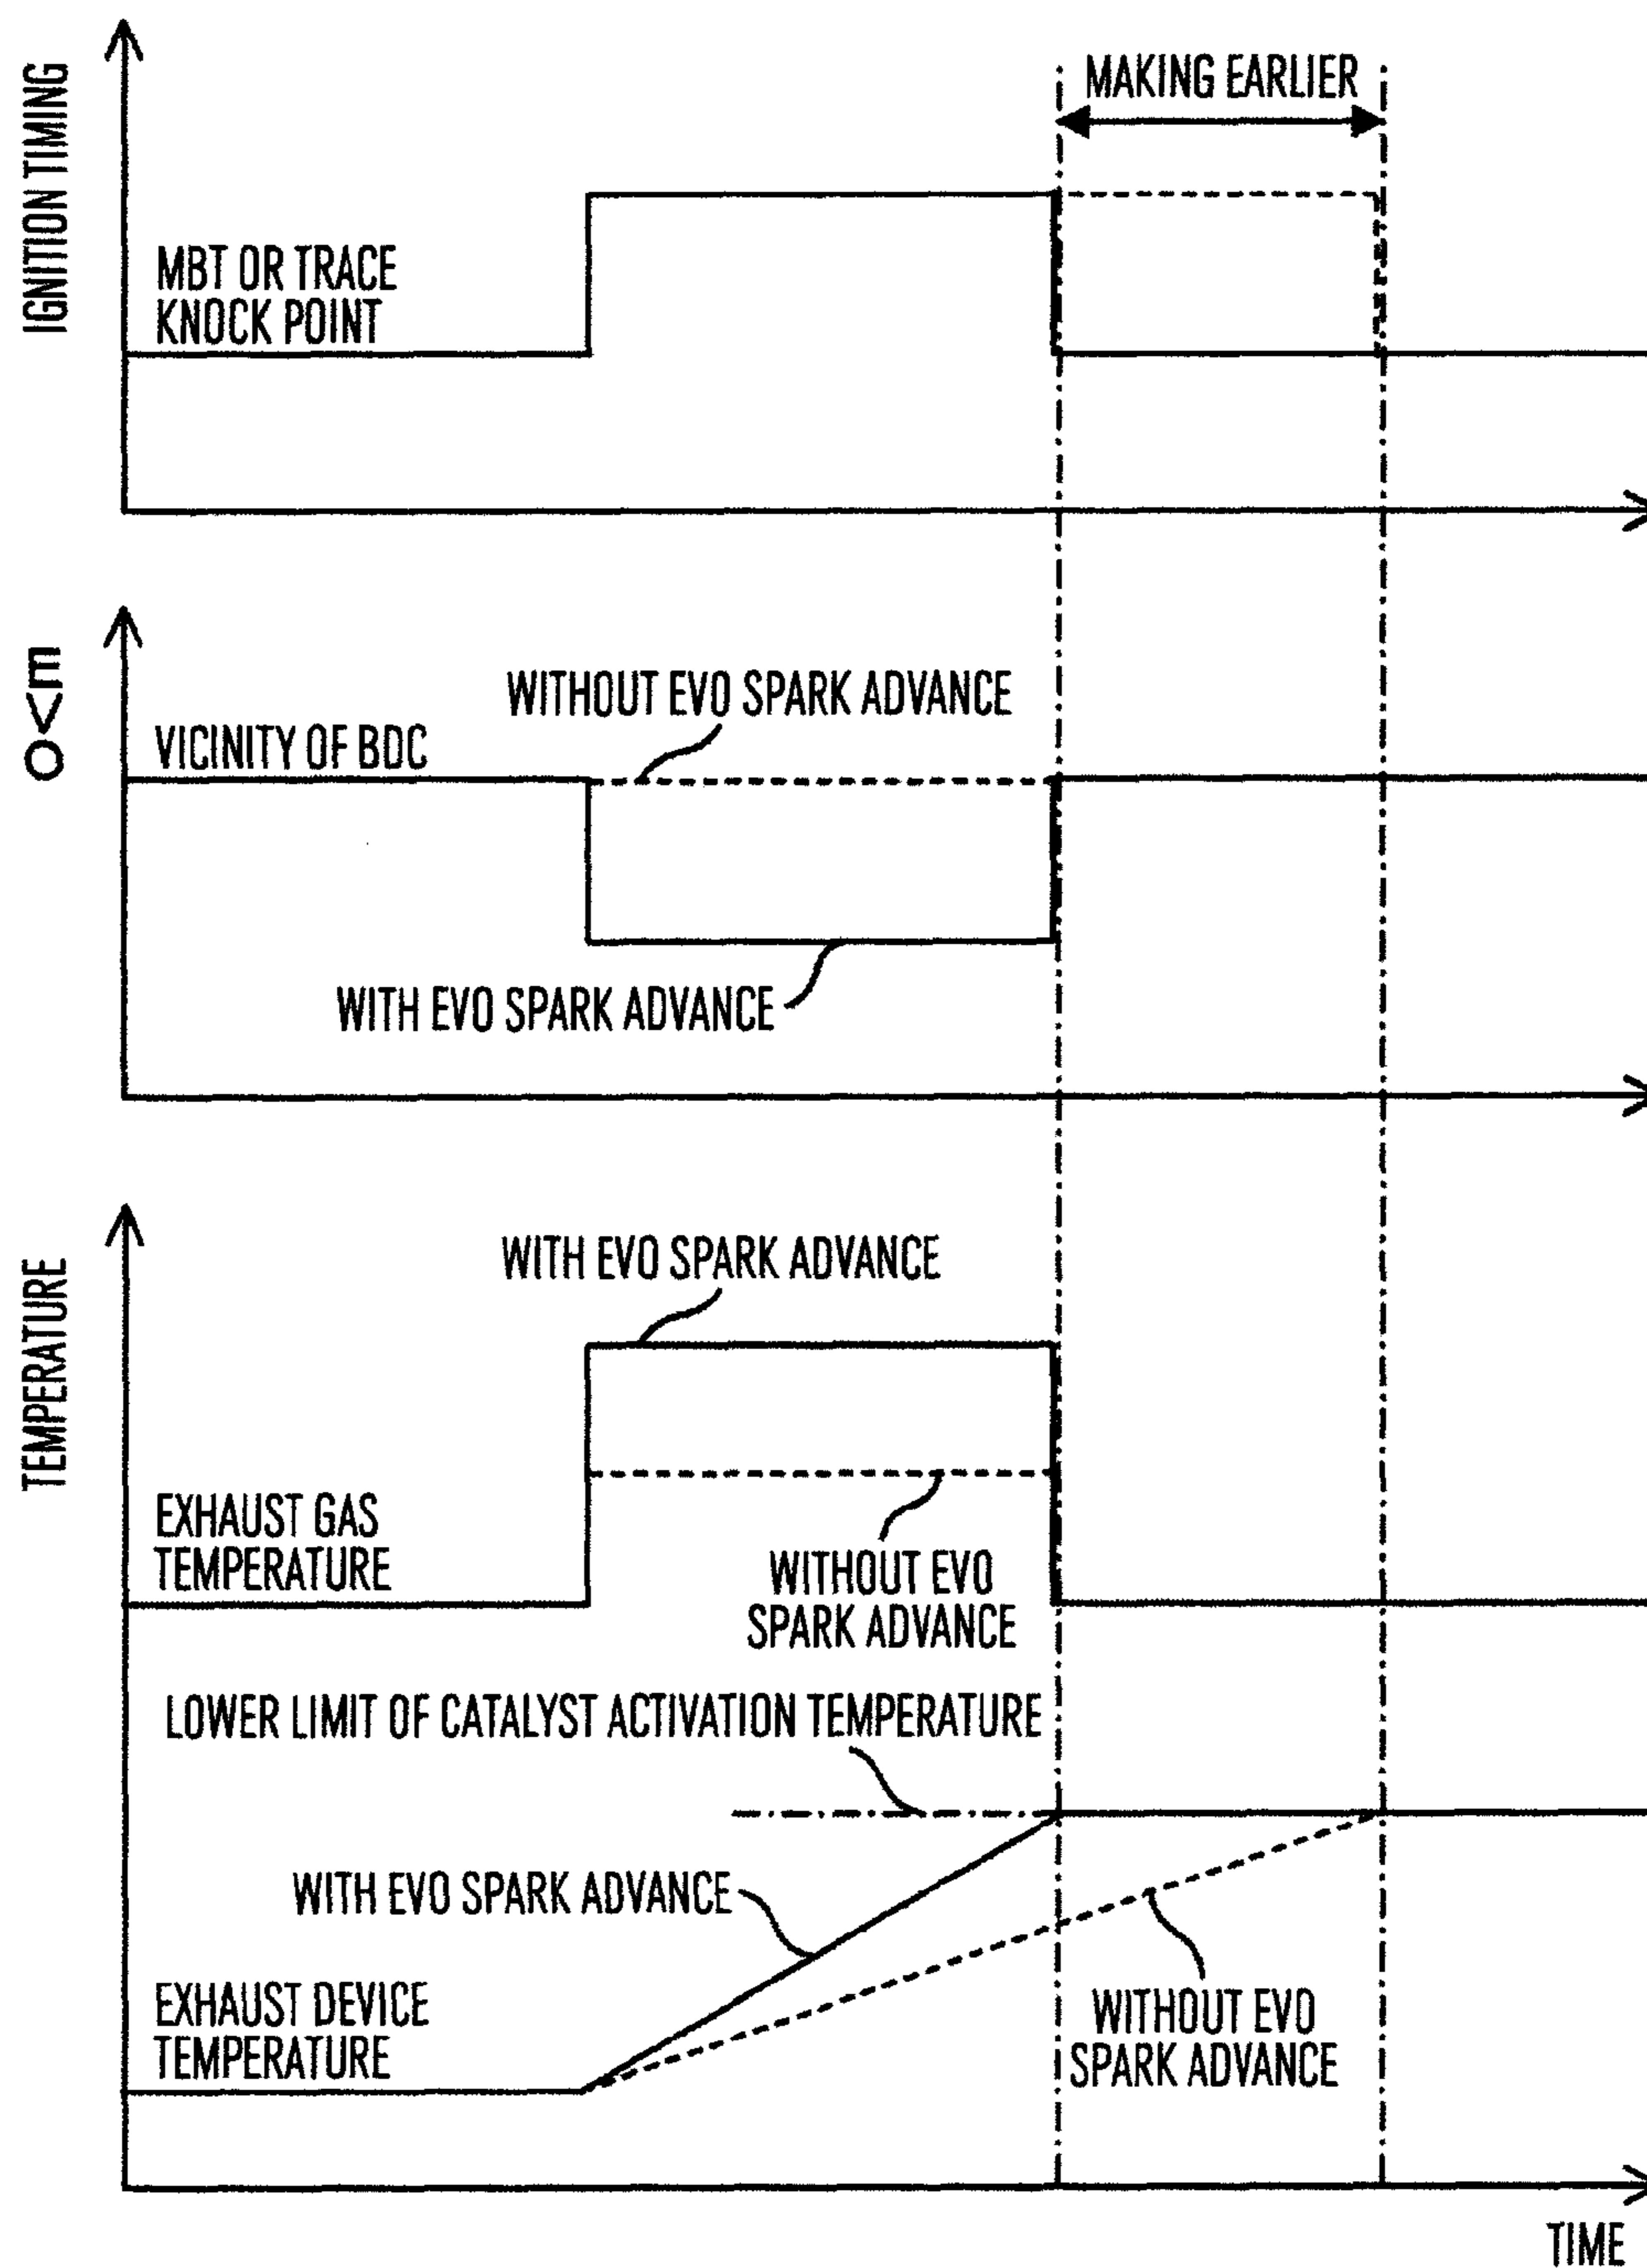 IGNITION TIMING
MAKING EARLIER
MBT OR TRACE
KNOCK POINT
EVO
WITHOUT EVO SPARK ADVANCE
VICINITY OF BDC
WITH EVO SPARK ADVANCE
TEMPERATURE
WITH EVO SPARK ADVANCE
EXHAUST GAS
TEMPERATURE
WITHOUT EVO
SPARK ADVANCE
LOWER LIMIT OF CATALYST ACTIVATION TEMPERATURE
WITH EVO SPARK ADVANCE
EXHAUST DEVICE
TEMPERATURE
WITHOUT EVO
SPARK ADVANCE
TIME